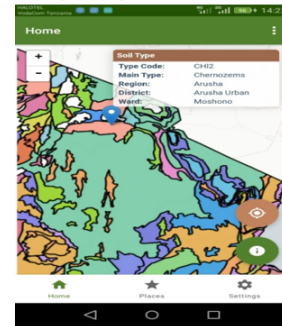 HALOTEL
Vodacom Tanzania
14:2
Home
+
-
Soil Type
Type Code: CHl2
Main Type: Chernozems
Region: Arusha
District: Arusha Urban
Ward: Moshono
Home Places Settings